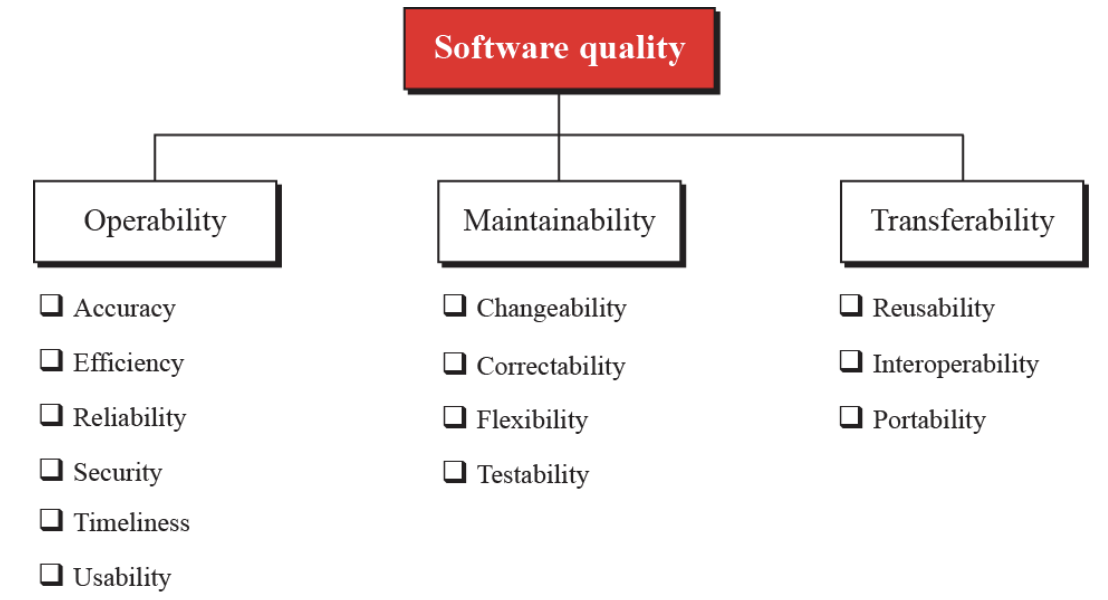 Software quality
Operability
Maintainability
Transferability
Accuracy
Efficiency
Reliability
Security
Timeliness
Usability
Changeability
Correctability
Flexibility
Testability
Reusability
Interoperability
Portability